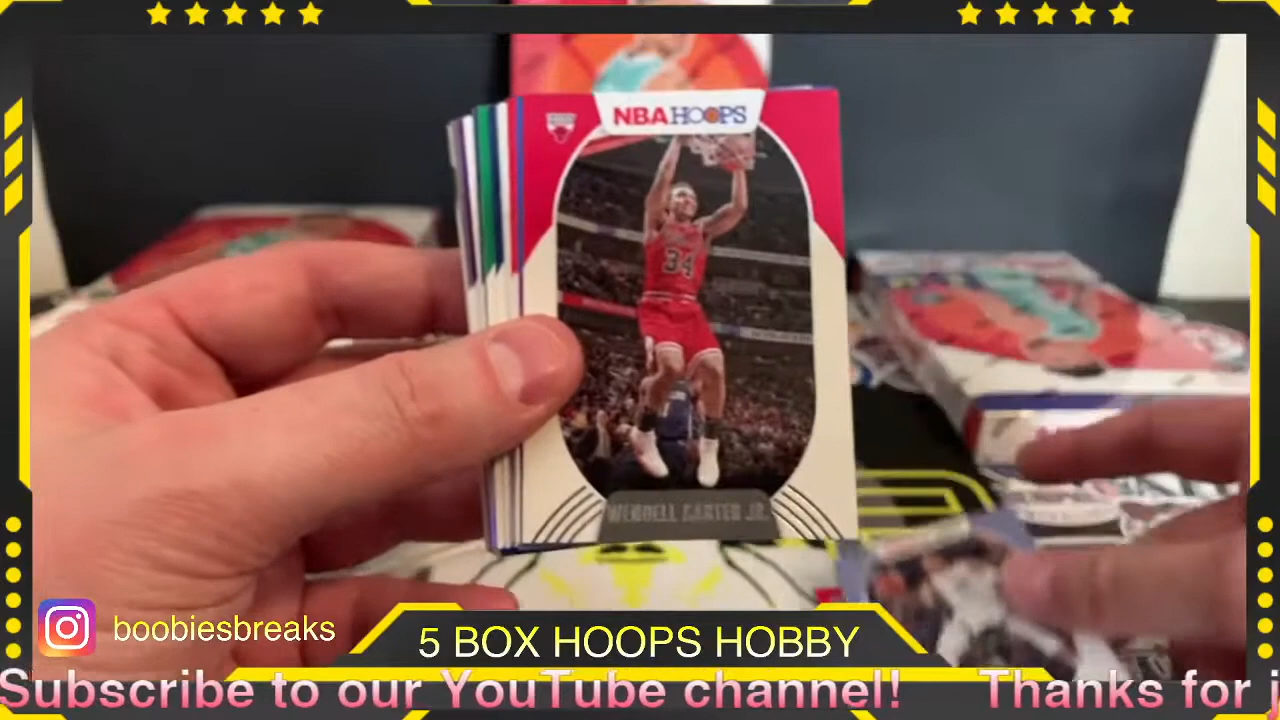 NBA HOOPS
34
WENDELL CARTER JR.
boobiesbreaks
5 BOX HOOPS HOBBY
Subscribe to our YouTube channel! Thanks for j